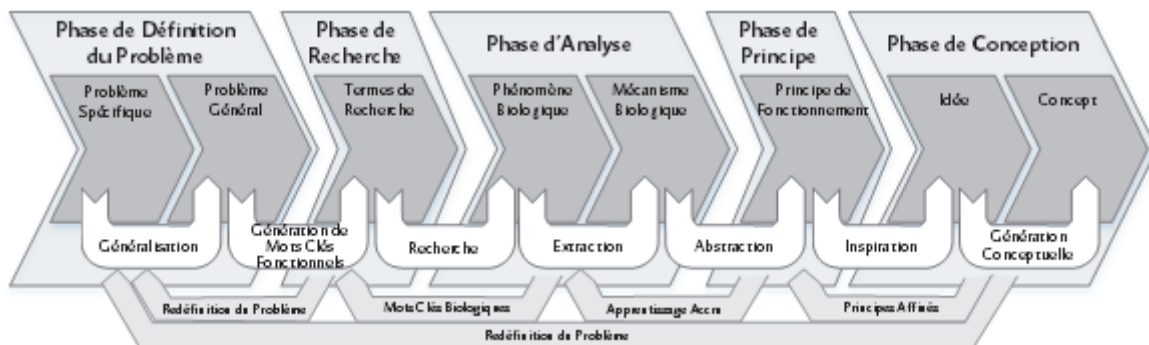 Phase de Définition
du Problème
Phase de
Recherche
Phase d'Analyse
Phase de
Principe
Phase de Conception
Problème
Spécifique
Problème
Général
Termes de
Recherche
Phénomène
Biologique
Mécanisme
Biologique
Principe de
Fonctionnement
Idée
Concept
Généralisation
Génération de
Mots Clés
Fonctionnels
Recherche
Extraction
Abstraction
Inspiration
Génération
Conceptuelle
Redéfinition du Problème
Mots Clés Biologiques
Apprentissage Accru
Principes Affinés
Redéfinition du Problème